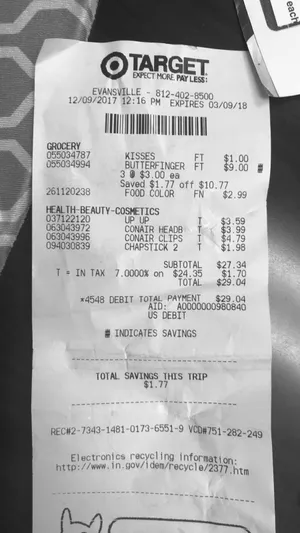 each
TARGET
EXPECT MORE. PAY LESS.
EVANSVILLE - 812-402-8500
12/09/2017 12:16 PM EXPIRES 03/09/18
GROCERY
055034787 KISSES FT $1.00
055034994 BUTTERFINGER FT $9.00 #
3 @ $3.00 ea
Saved $1.77 off $10.77
261120238 FOOD COLOR FN $2.99
HEALTH-BEAUTY-COSMETICS
037122120 UP UP T $3.59
063043972 CONAIR HEADB T $3.99
063043996 CONAIR CLIPS T $4.79
094030839 CHAPSTICK 2 T $1.98
SUBTOTAL $27.34
T = IN TAX 7.0000% on $24.35 $1.70
TOTAL $29.04
*4548 DEBIT TOTAL PAYMENT $29.04
AID: A0000000980840
US DEBIT
# INDICATES SAVINGS
TOTAL SAVINGS THIS TRIP
$1.77
REC#2-7343-1481-0173-6551-9 VCD#751-282-249
Electronics recycling information:
http://www.in.gov/idem/recycle/2377.htm